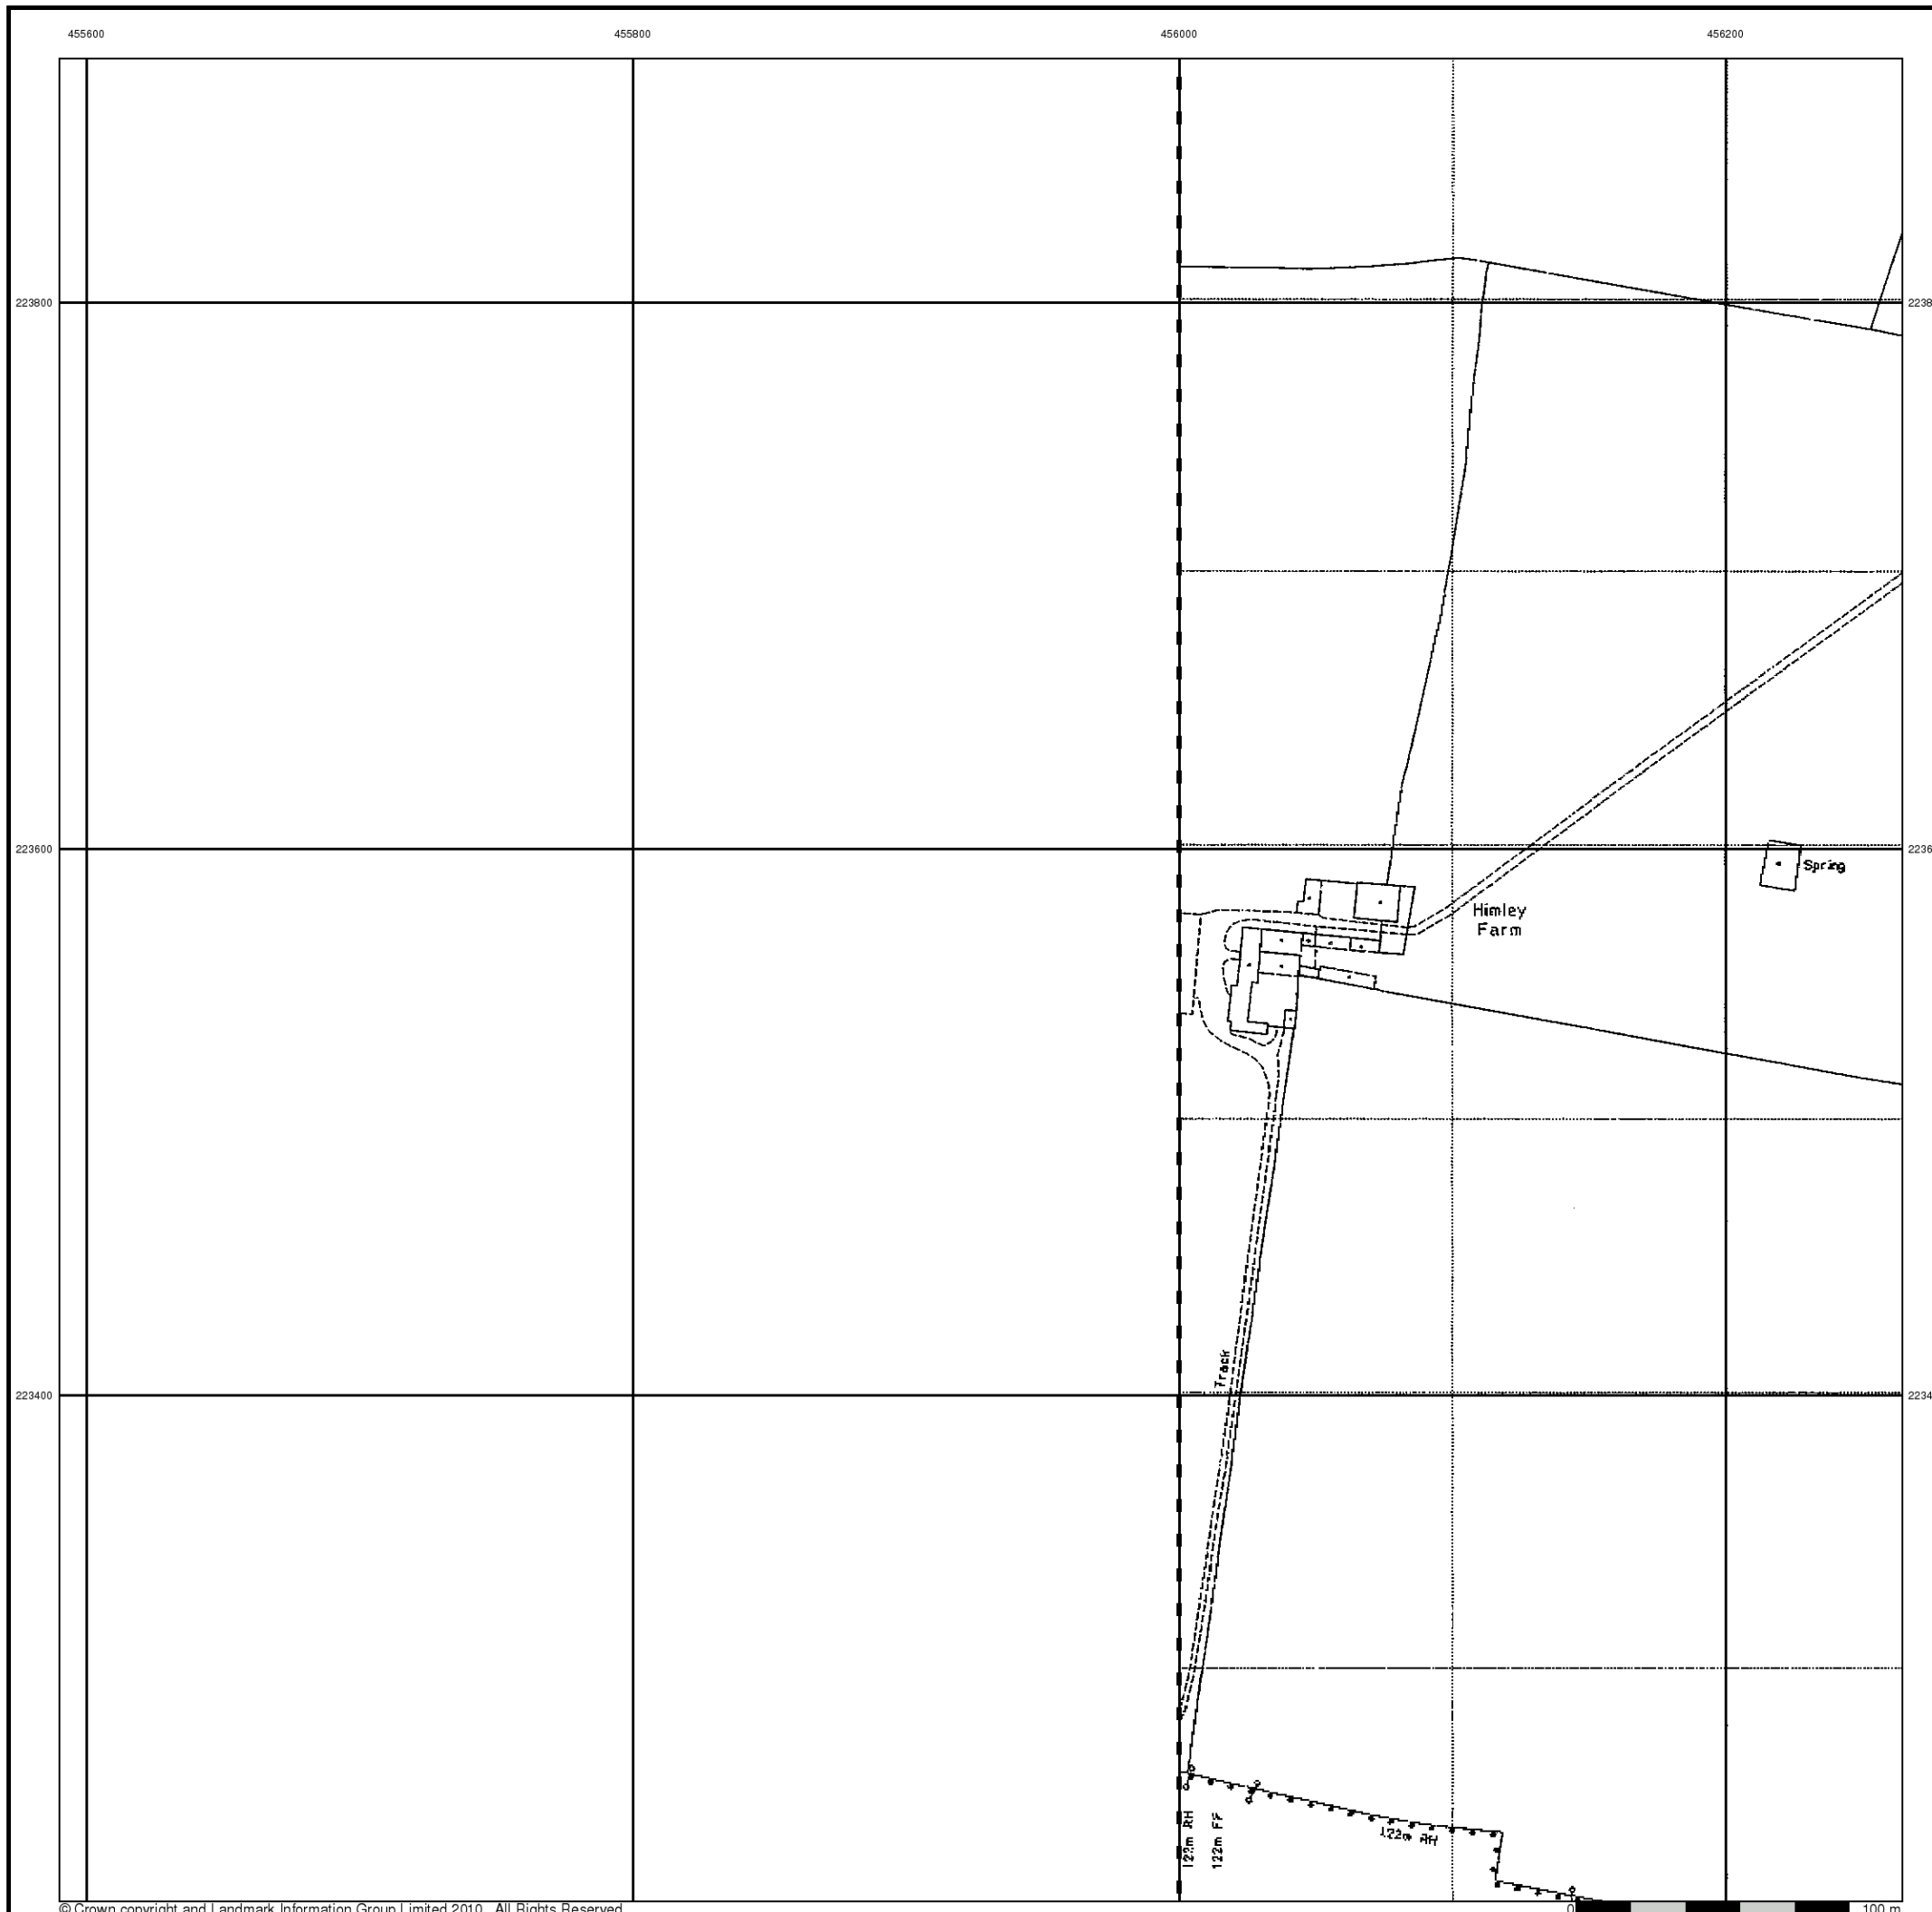 455600 455800 456000 456200
223800
2238
223600
2236
Spring
Himley
Farm
Track
223400
2234
122m RH
122m FF
122m RH
© Crown copyright and Landmark Information Group Limited 2010. All Rights Reserved.
0 100 m